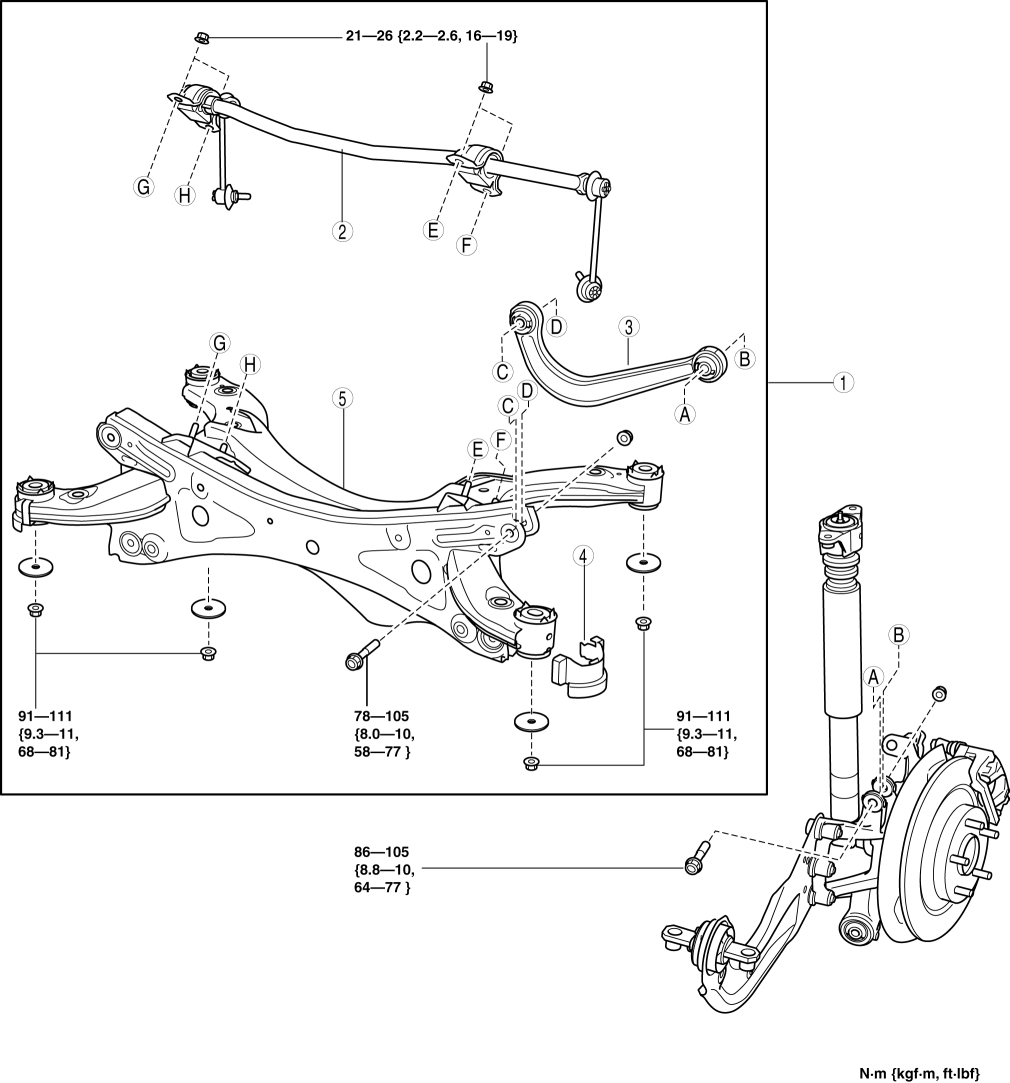 21—26 {2.2—2.6, 16—19}
G
H
2
E
F
D
3
C
B
A
1
G
H
5
C
D
E
F
4
B
A
91—111
{9.3—11,
68—81}
78—105
{8.0—10,
58—77 }
91—111
{9.3—11,
68—81}
86—105
{8.8—10,
64—77 }
N·m {kgf·m, ft·lbf}